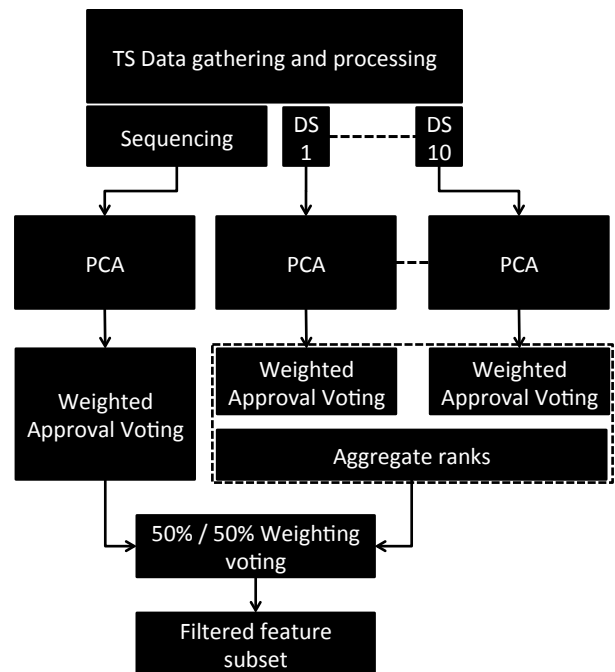 TS Data gathering and processing
Sequencing
DS
1
DS
10
PCA
PCA
PCA
Weighted
Approval Voting
Weighted
Approval Voting
Weighted
Approval Voting
Aggregate ranks
50% / 50% Weighting
voting
Filtered feature
subset